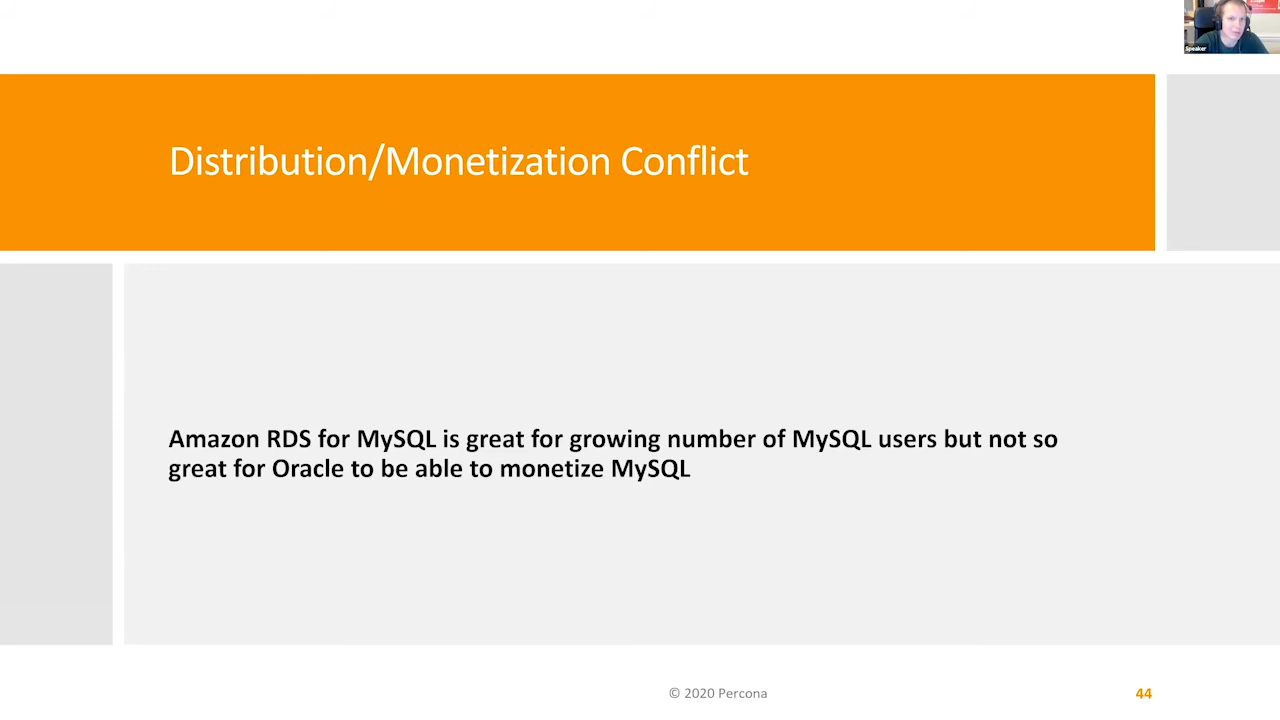 Speaker
Distribution/Monetization Conflict
Amazon RDS for MySQL is great for growing number of MySQL users but not so
great for Oracle to be able to monetize MySQL
© 2020 Percona
44